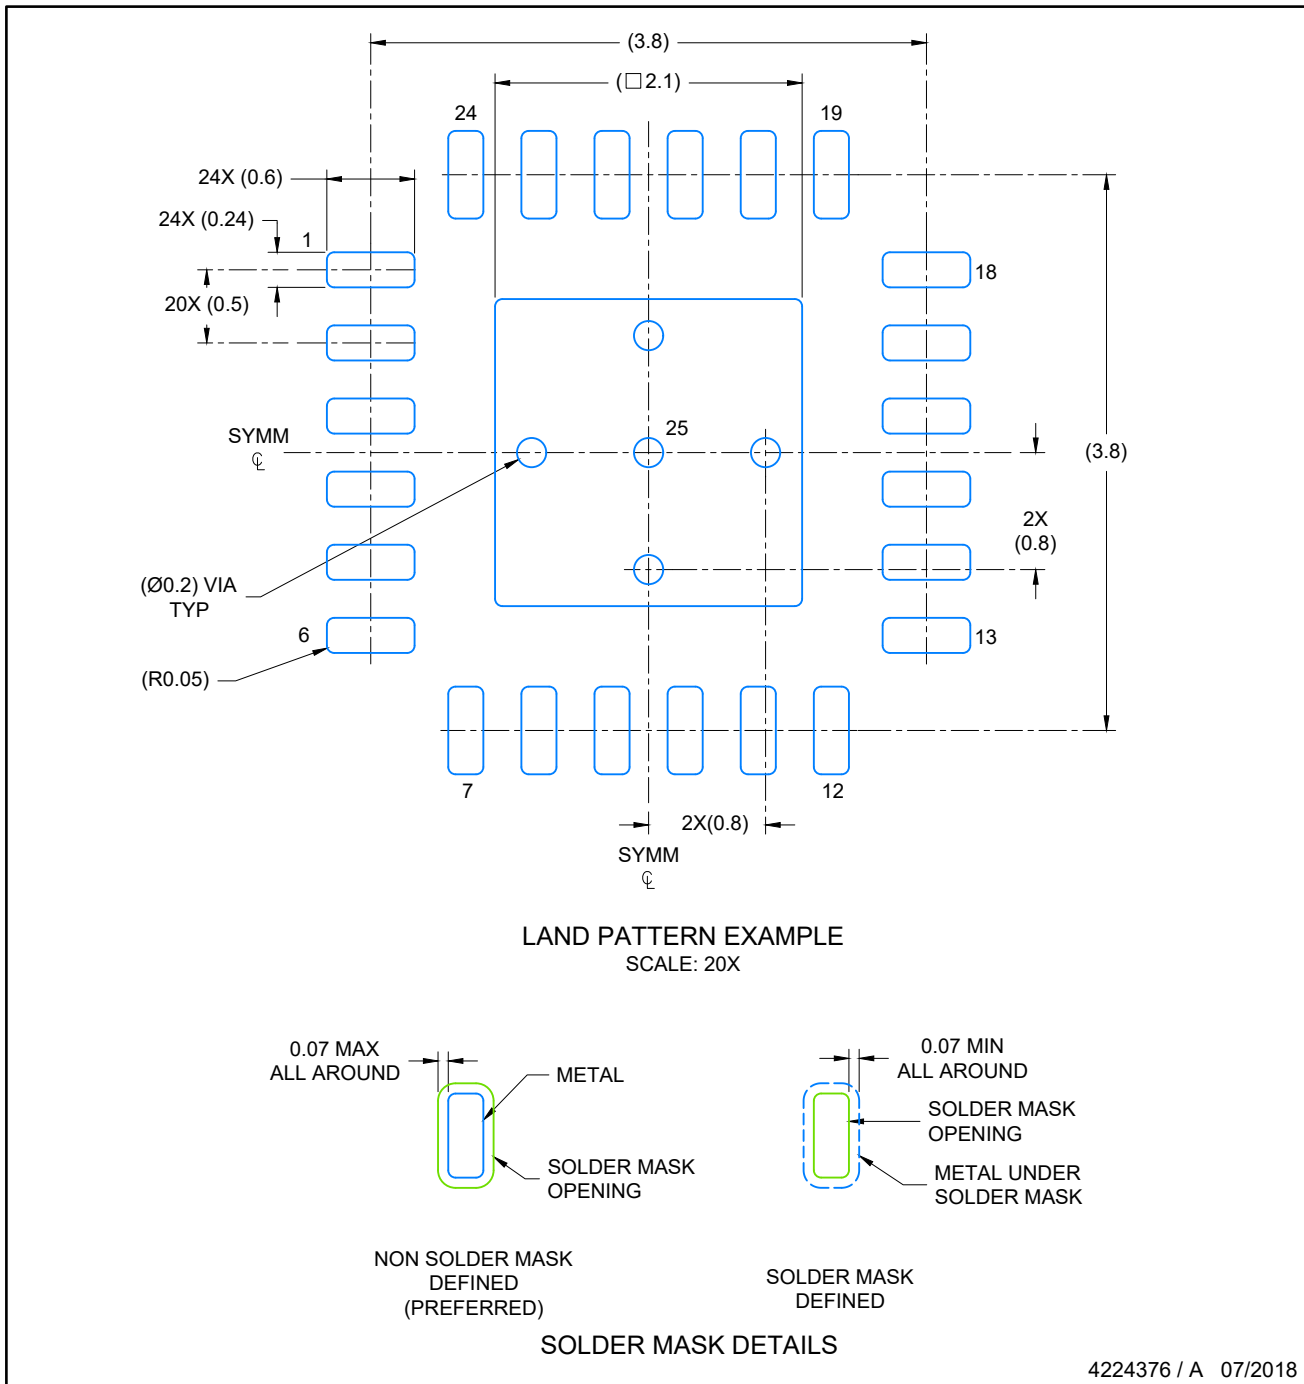 (3.8)
(□2.1)
24
19
24X (0.6)
24X (0.24)
1
18
20X (0.5)
25
SYMM
℄
(3.8)
2X
(0.8)
(Ø0.2) VIA
TYP
6
13
(R0.05)
7
12
2X(0.8)
SYMM
℄
LAND PATTERN EXAMPLE
SCALE: 20X
0.07 MAX
ALL AROUND
METAL
SOLDER MASK
OPENING
NON SOLDER MASK
DEFINED
(PREFERRED)
0.07 MIN
ALL AROUND
SOLDER MASK
OPENING
METAL UNDER
SOLDER MASK
SOLDER MASK
DEFINED
SOLDER MASK DETAILS
4224376 / A 07/2018